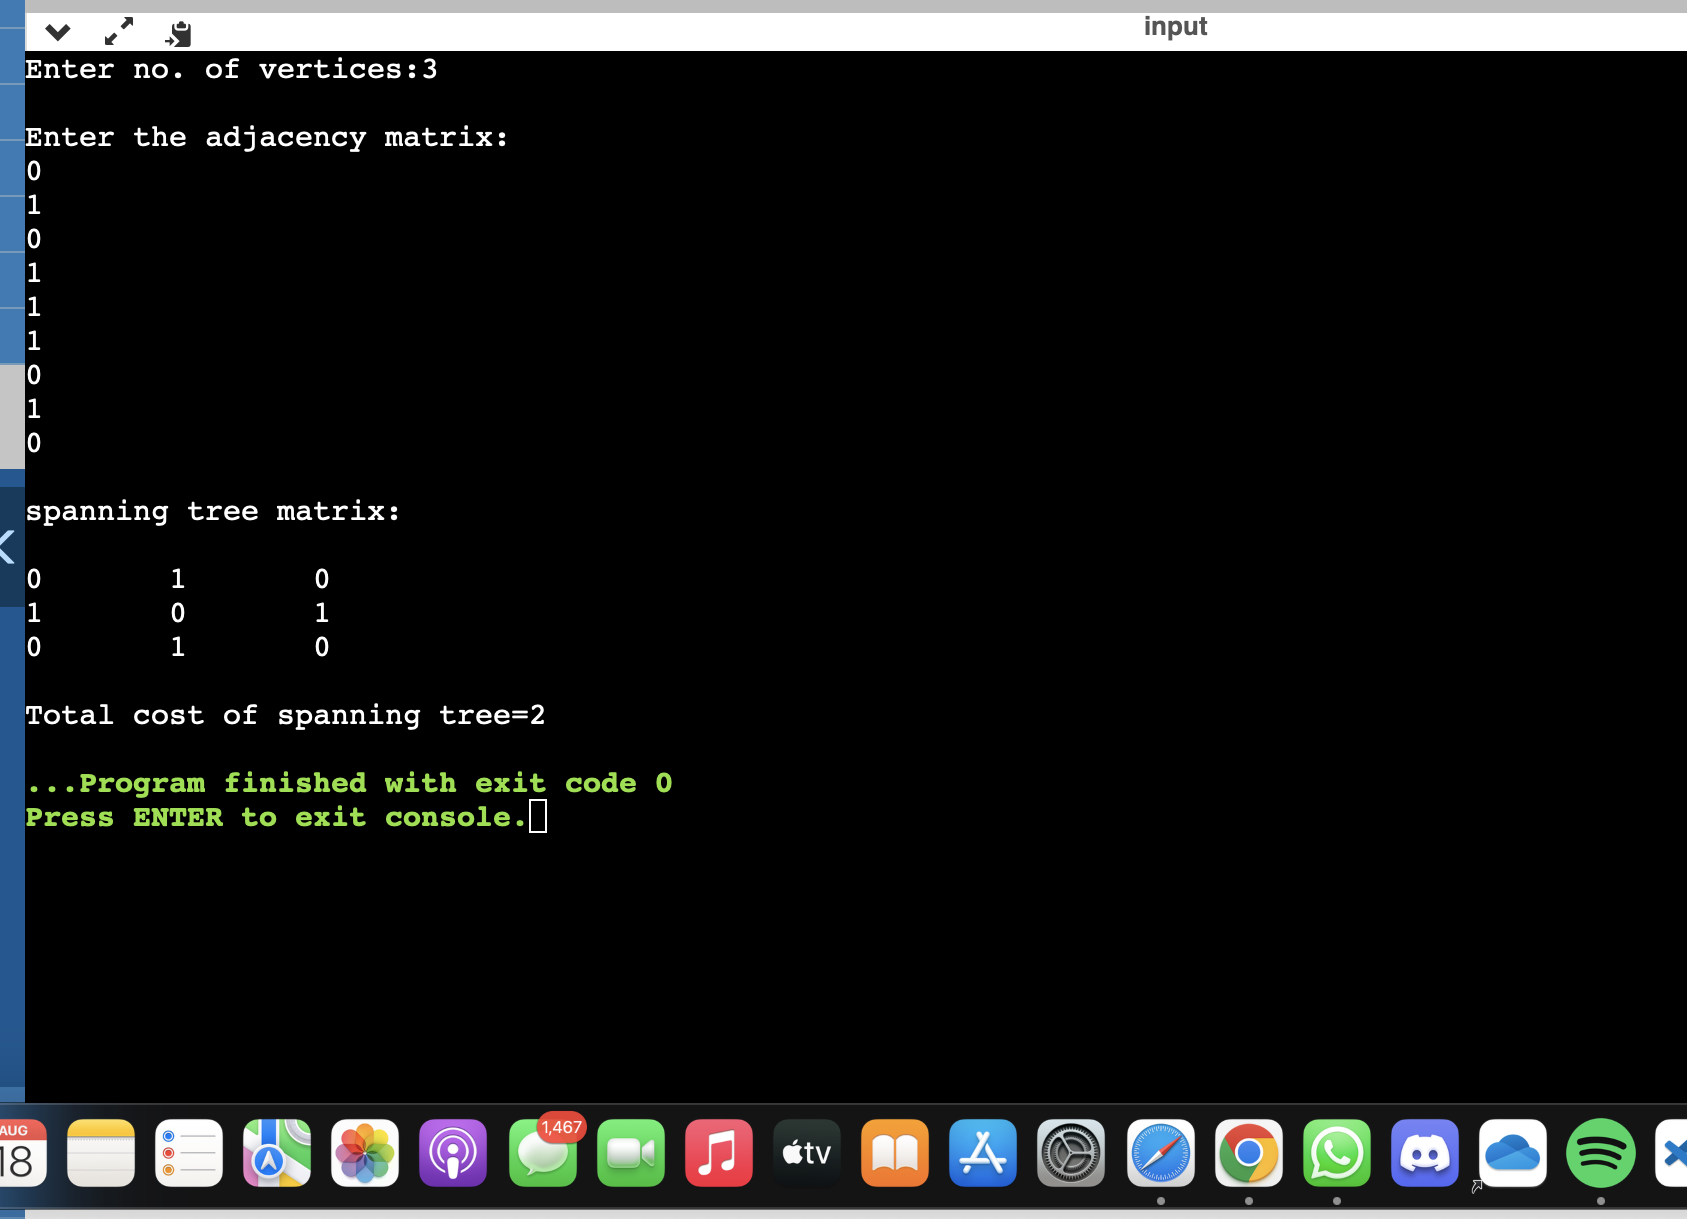 input
Enter no. of vertices:3
Enter the adjacency matrix:
0
1
0
1
1
1
0
1
0
spanning tree matrix:
0 1 0
1 0 1
0 1 0
Total cost of spanning tree=2
...Program finished with exit code 0
Press ENTER to exit console.
AUG
18
1,467
tv